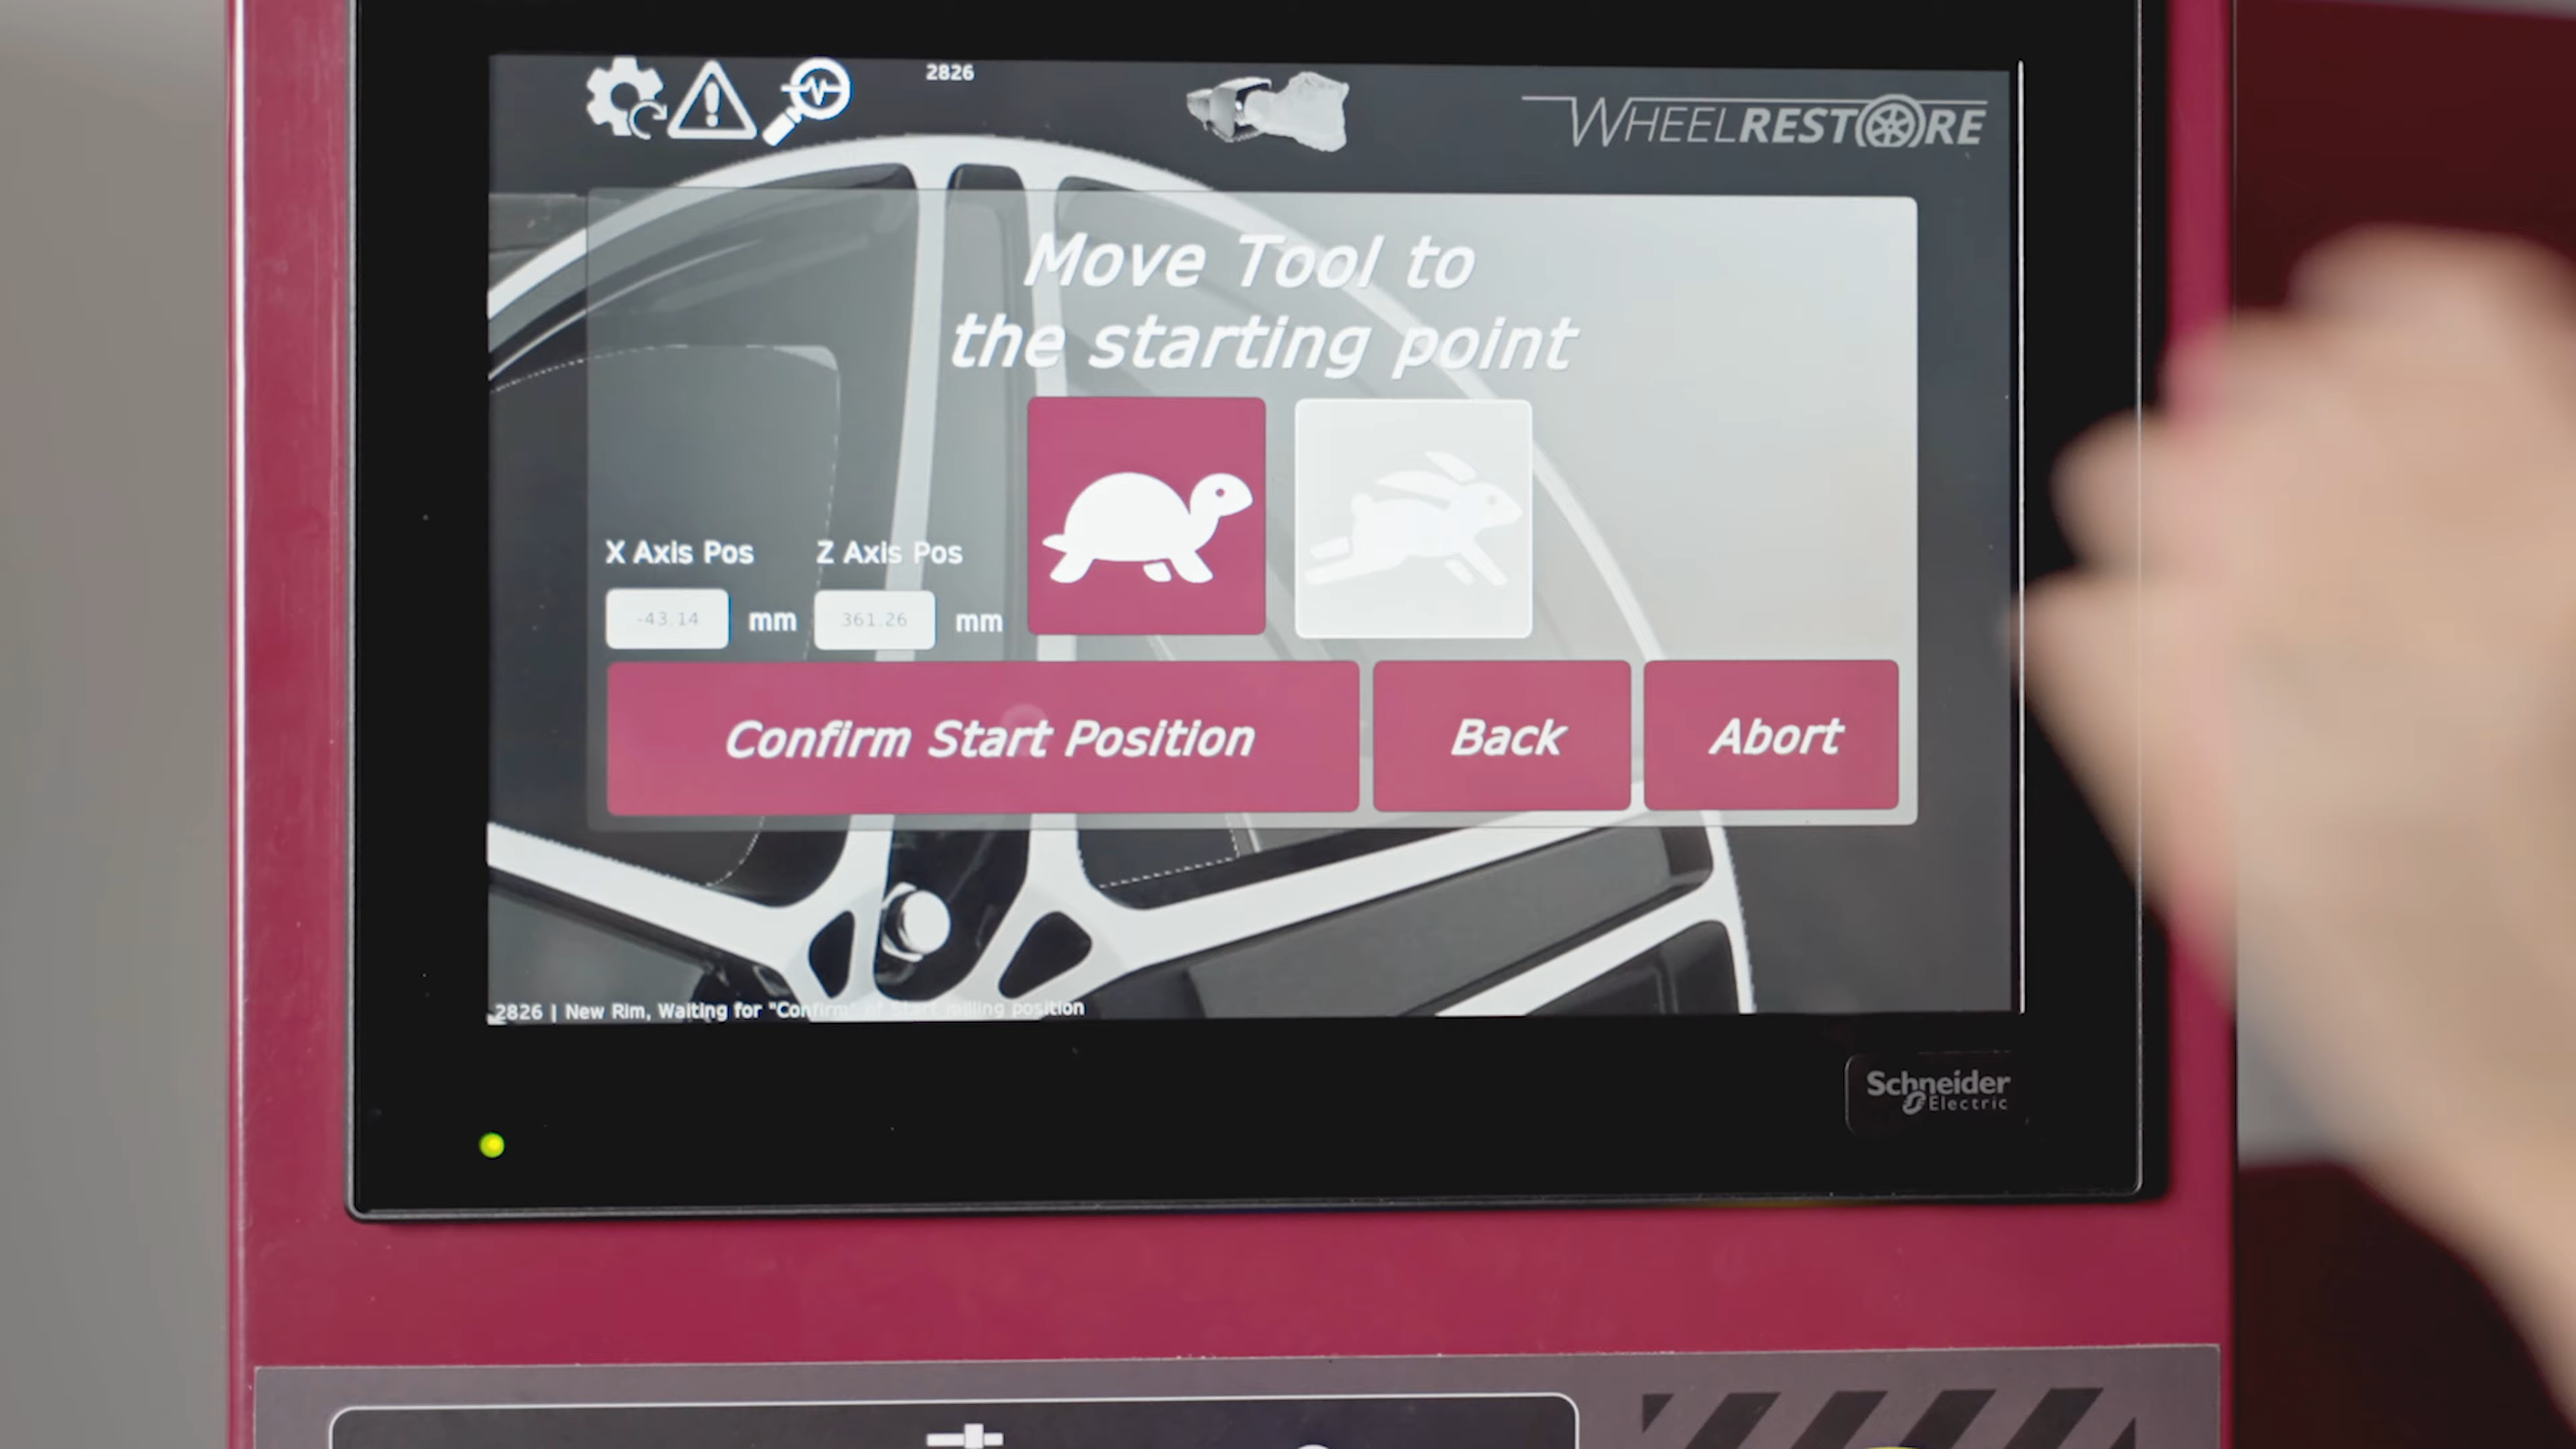 2826
WHEELRESTORE
Move Tool to
the starting point
X Axis Pos
Z Axis Pos
-43.14 mm
361.26 mm
Confirm Start Position
Back
Abort
2826 | New Rim, Waiting for "Confirm" of Start milling position
Schneider
Electric